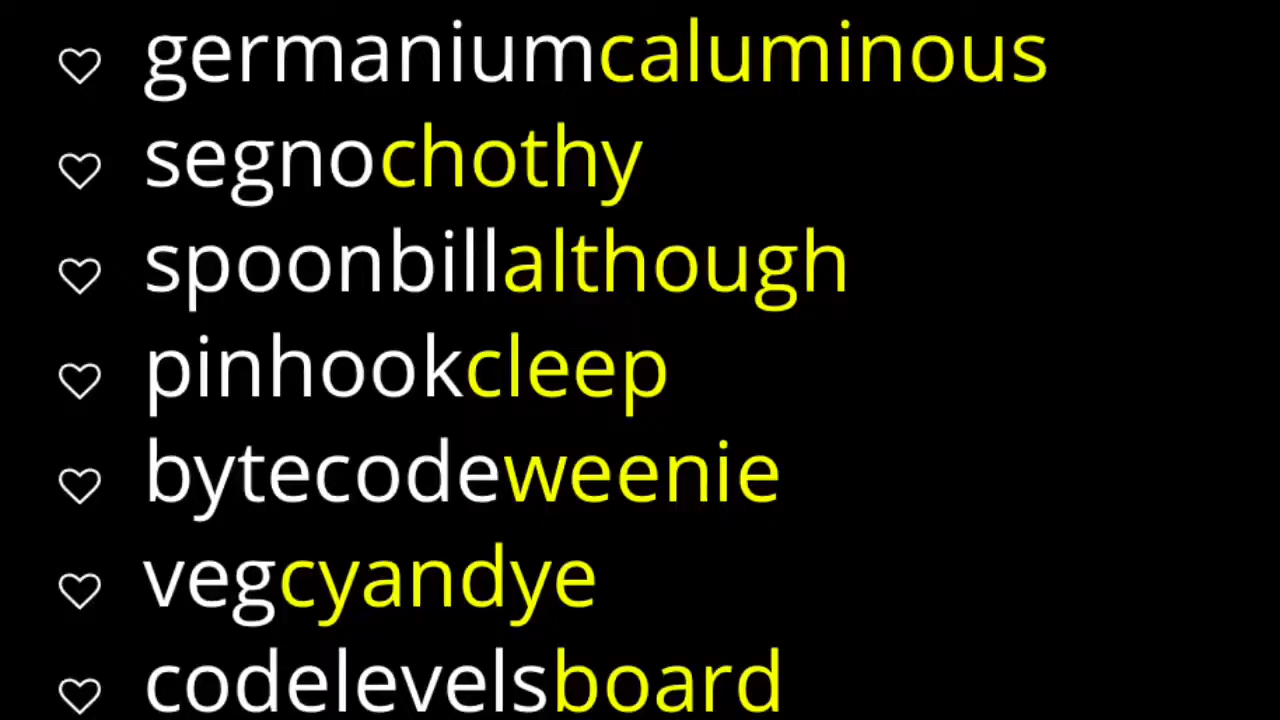 germaniumcaluminous
segnochothy
spoonbillalthough
pinhookcleep
bytecodeweenie
vegcyandye
codelevelsboard